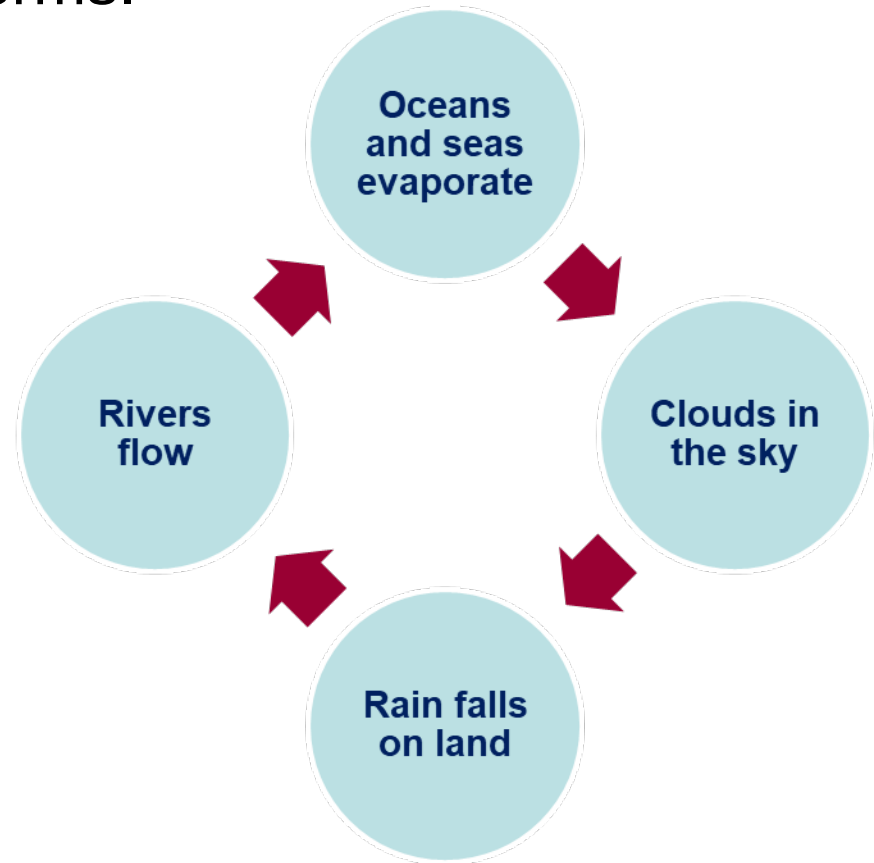 Oceans
and seas
evaporate
Rivers
flow
Clouds in
the sky
Rain falls
on land